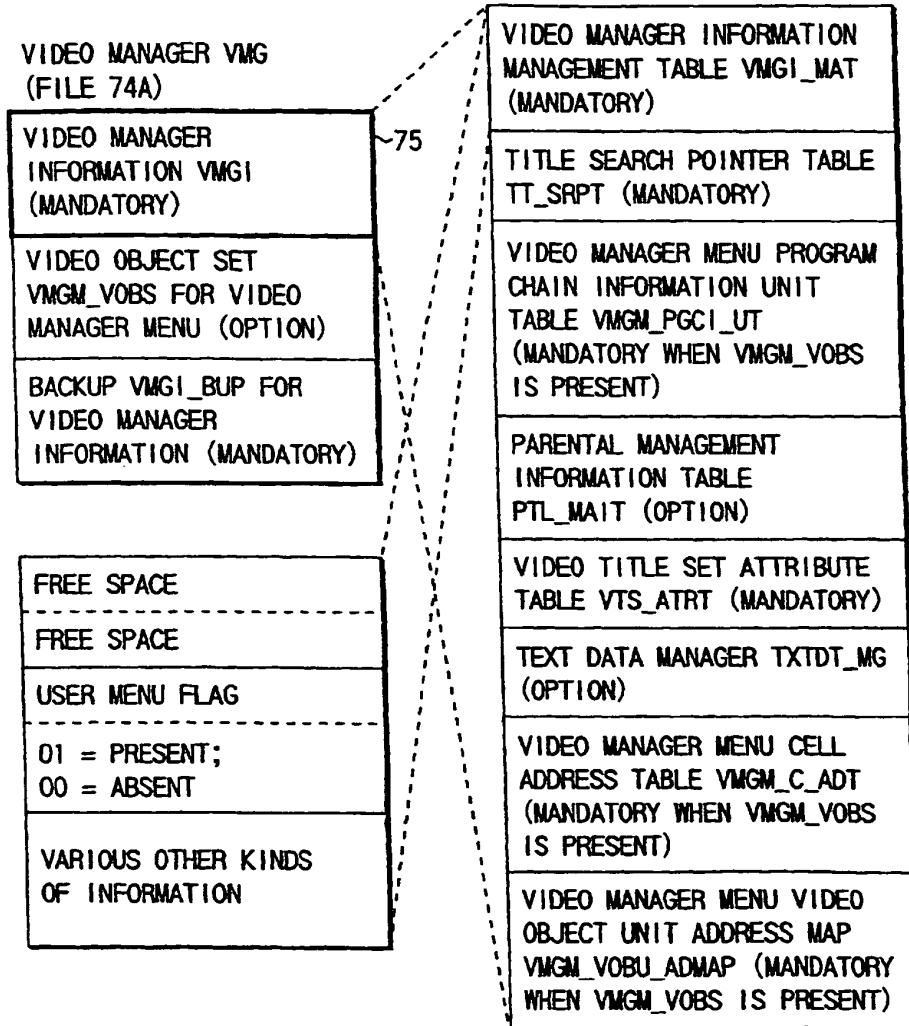 VIDEO MANAGER VMG
(FILE 74A)
VIDEO MANAGER
INFORMATION VMGI
(MANDATORY)
75
VIDEO OBJECT SET
VMGM_VOBS FOR VIDEO
MANAGER MENU (OPTION)
BACKUP VMGI_BUP FOR
VIDEO MANAGER
INFORMATION (MANDATORY)
FREE SPACE
FREE SPACE
USER MENU FLAG
01 = PRESENT;
00 = ABSENT
VARIOUS OTHER KINDS
OF INFORMATION
VIDEO MANAGER INFORMATION
MANAGEMENT TABLE VMGI_MAT
(MANDATORY)
TITLE SEARCH POINTER TABLE
TT_SRPT (MANDATORY)
VIDEO MANAGER MENU PROGRAM
CHAIN INFORMATION UNIT
TABLE VMGM_PGCI_UT
(MANDATORY WHEN VMGM_VOBS
IS PRESENT)
PARENTAL MANAGEMENT
INFORMATION TABLE
PTL_MAIT (OPTION)
VIDEO TITLE SET ATTRIBUTE
TABLE VTS_ATRT (MANDATORY)
TEXT DATA MANAGER TXTDT_MG
(OPTION)
VIDEO MANAGER MENU CELL
ADDRESS TABLE VMGM_C_ADT
(MANDATORY WHEN VMGM_VOBS
IS PRESENT)
VIDEO MANAGER MENU VIDEO
OBJECT UNIT ADDRESS MAP
VMGM_VOBU_ADMAP (MANDATORY
WHEN VMGM_VOBS IS PRESENT)